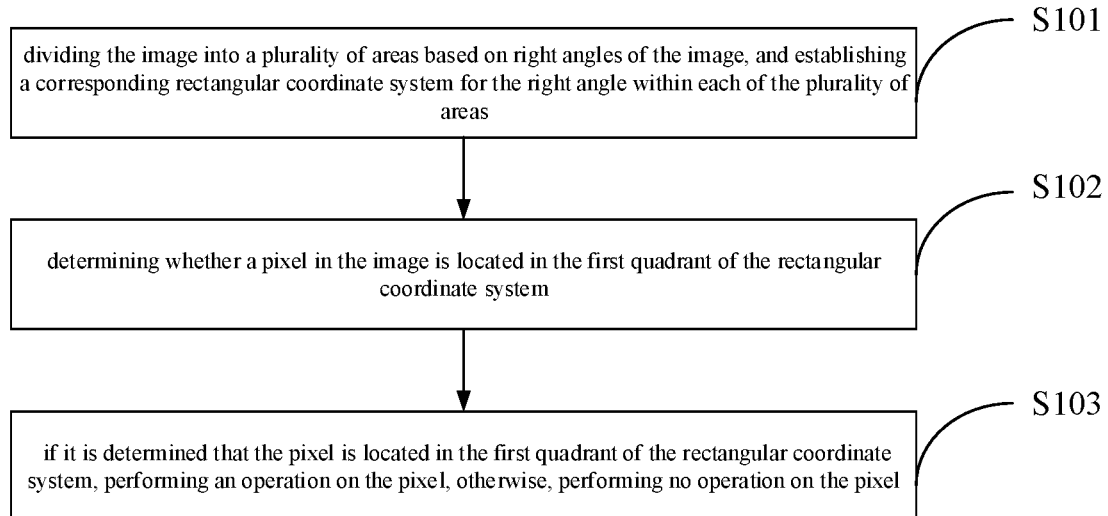 S101
dividing the image into a plurality of areas based on right angles of the image, and establishing
a corresponding rectangular coordinate system for the right angle within each of the plurality of
areas
S102
determining whether a pixel in the image is located in the first quadrant of the rectangular
coordinate system
S103
if it is determined that the pixel is located in the first quadrant of the rectangular coordinate
system, performing an operation on the pixel, otherwise, performing no operation on the pixel